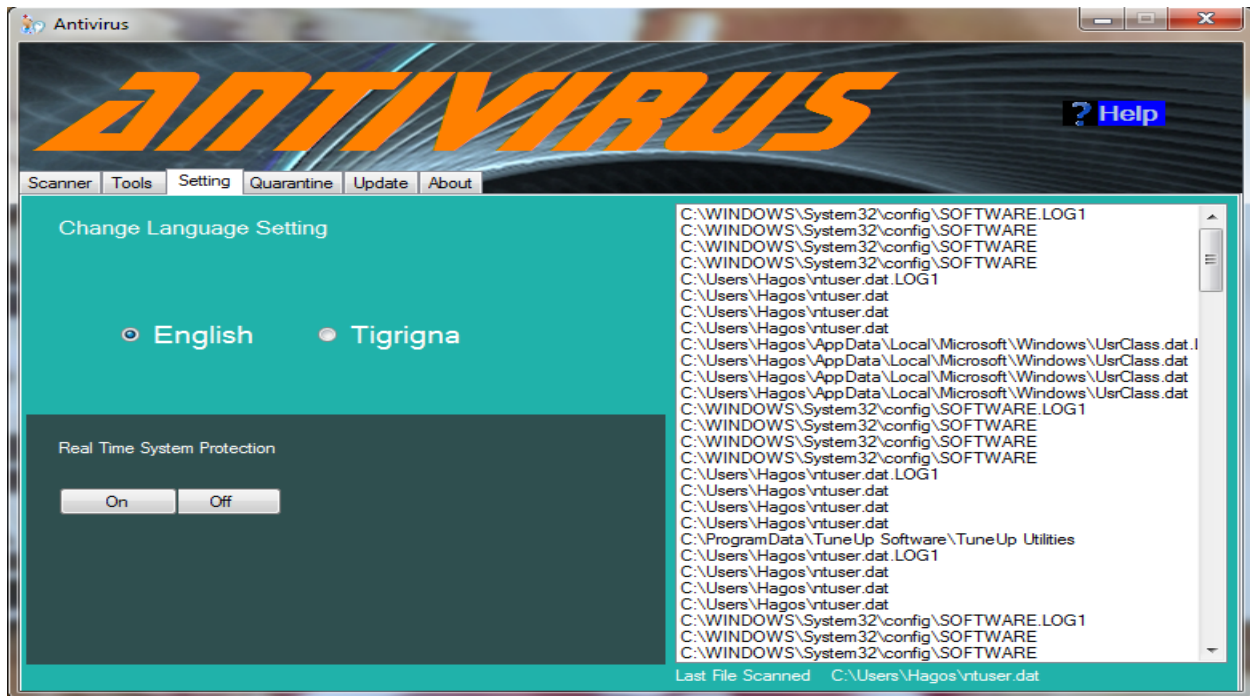 Antivirus
ANTIVIRUS
? Help
Scanner Tools Setting Quarantine Update About
Change Language Setting
English Tigrigna
Real Time System Protection
On Off
C:\WINDOWS\System32\config\SOFTWARE.LOG1
C:\WINDOWS\System32\config\SOFTWARE
C:\WINDOWS\System32\config\SOFTWARE
C:\WINDOWS\System32\config\SOFTWARE
C:\Users\Hagos\ntuser.dat.LOG1
C:\Users\Hagos\ntuser.dat
C:\Users\Hagos\ntuser.dat
C:\Users\Hagos\ntuser.dat
C:\Users\Hagos\AppData\Local\Microsoft\Windows\UsrClass.dat.l
C:\Users\Hagos\AppData\Local\Microsoft\Windows\UsrClass.dat
C:\Users\Hagos\AppData\Local\Microsoft\Windows\UsrClass.dat
C:\Users\Hagos\AppData\Local\Microsoft\Windows\UsrClass.dat
C:\WINDOWS\System32\config\SOFTWARE.LOG1
C:\WINDOWS\System32\config\SOFTWARE
C:\WINDOWS\System32\config\SOFTWARE
C:\WINDOWS\System32\config\SOFTWARE
C:\Users\Hagos\ntuser.dat.LOG1
C:\Users\Hagos\ntuser.dat
C:\Users\Hagos\ntuser.dat
C:\Users\Hagos\ntuser.dat
C:\ProgramData\TuneUp Software\TuneUp Utilities
C:\Users\Hagos\ntuser.dat.LOG1
C:\Users\Hagos\ntuser.dat
C:\Users\Hagos\ntuser.dat
C:\Users\Hagos\ntuser.dat
C:\WINDOWS\System32\config\SOFTWARE.LOG1
C:\WINDOWS\System32\config\SOFTWARE
C:\WINDOWS\System32\config\SOFTWARE
Last File Scanned C:\Users\Hagos\ntuser.dat